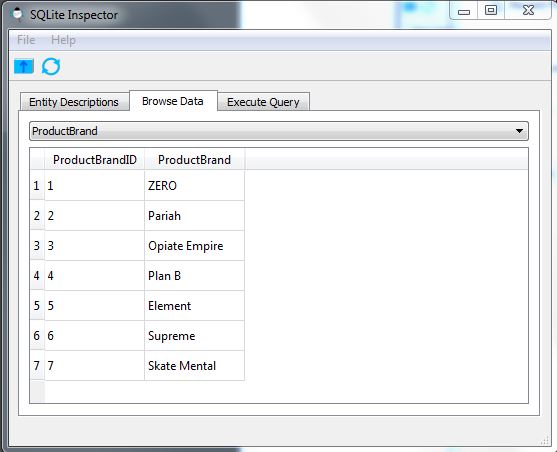 SQLite Inspector
File Help
Entity Descriptions Browse Data Execute Query
ProductBrand
ProductBrandID ProductBrand
1 1 ZERO
2 2 Pariah
3 3 Opiate Empire
4 4 Plan B
5 5 Element
6 6 Supreme
7 7 Skate Mental